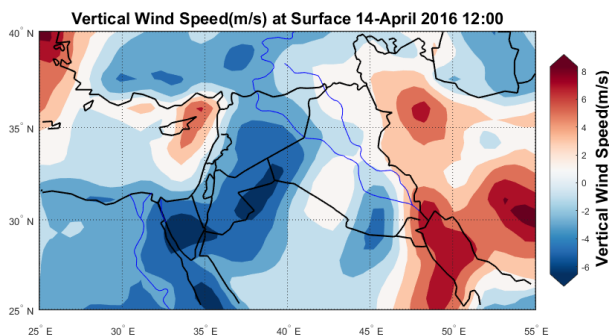 Vertical Wind Speed(m/s) at Surface 14-April 2016 12:00
40° N
35° N
30° N
25° N
25° E
30° E
35° E
40° E
45° E
50° E
55° E
8
6
4
2
0
-2
-4
-6
Vertical Wind Speed(m/s)